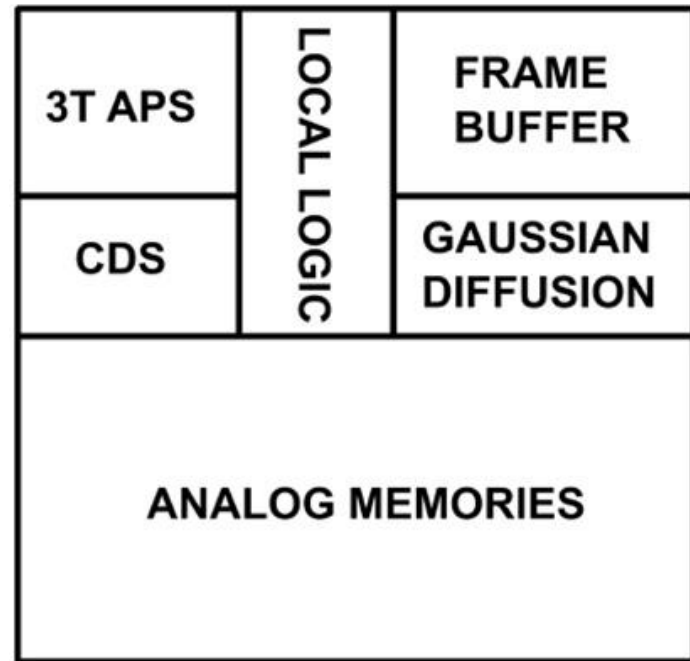 3T APS
LOCAL LOGIC
FRAME
BUFFER
CDS
GAUSSIAN
DIFFUSION
ANALOG MEMORIES